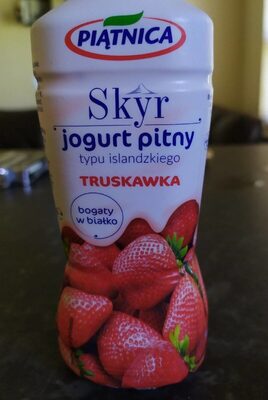 PIĄTNICA
Skyr
jogurt pitny
typu islandzkiego
TRUSKAWKA
bogaty
w białko